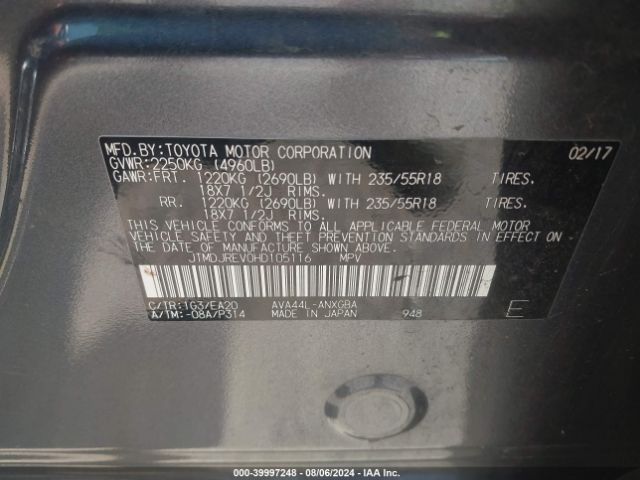 MFD.BY:TOYOTA MOTOR CORPORATION 02/17
GVWR:2250KG (4960LB)
GAWR:FRT. 1220KG (2690LB) WITH 235/55R18 TIRES.
18X7 1/2J RIMS.
RR. 1220KG (2690LB) WITH 235/55R18 TIRES.
18X7 1/2J RIMS.
THIS VEHICLE CONFORMS TO ALL APPLICABLE FEDERAL MOTOR
VEHICLE SAFETY AND THEFT PREVENTION STANDARDS IN EFFECT ON
THE DATE OF MANUFACTURE SHOWN ABOVE.
JTMDJREV0HD105116 MPV
C/TR:1G3/EA20 AVA44L-ANXGBA
A/TM:-08A/P314 MADE IN JAPAN 948 E
000-39997248 - 08/06/2024 - IAA Inc.